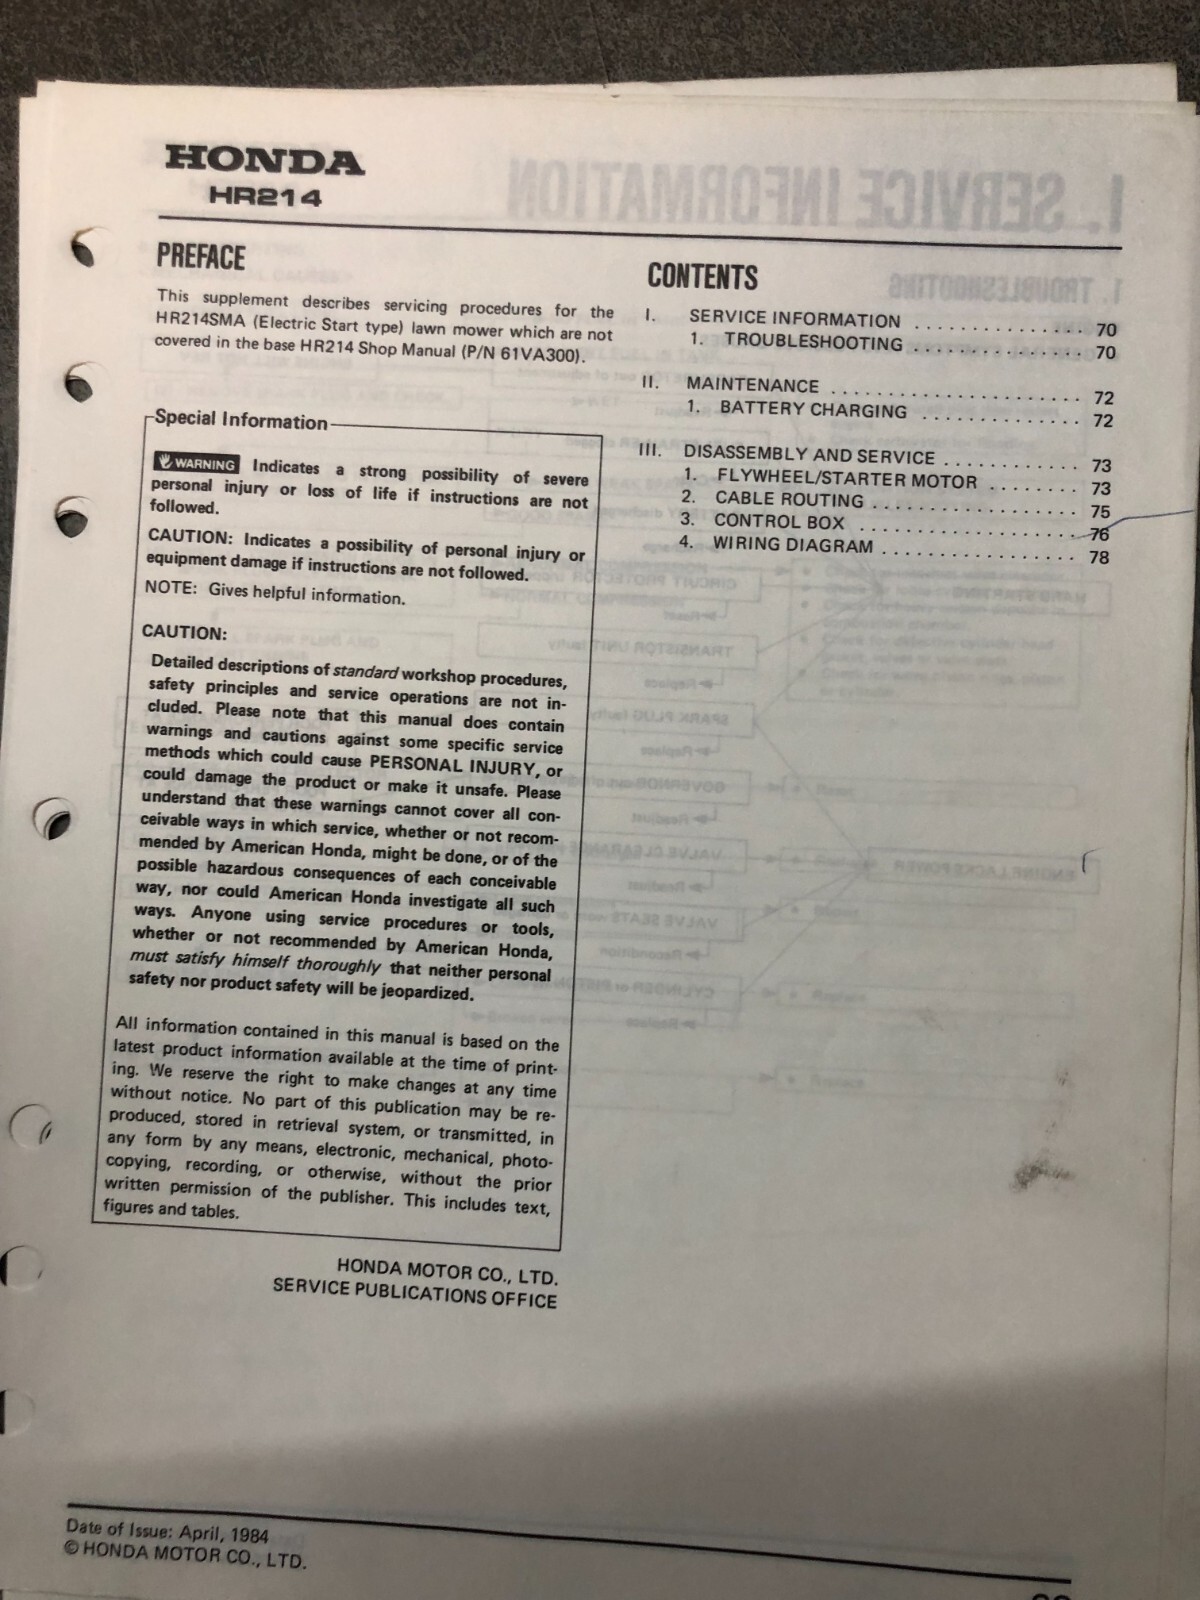 HONDA
HR214
PREFACE
This supplement describes servicing procedures for the
HR214SMA (Electric Start type) lawn mower which are not
covered in the base HR214 Shop Manual (P/N 61VA300).
Special Information
WARNING Indicates a strong possibility of severe
personal injury or loss of life if instructions are not
followed.
CAUTION: Indicates a possibility of personal injury or
equipment damage if instructions are not followed.
NOTE: Gives helpful information.
CAUTION:
Detailed descriptions of standard workshop procedures,
safety principles and service operations are not in-
cluded. Please note that this manual does contain
warnings and cautions against some specific service
methods which could cause PERSONAL INJURY, or
could damage the product or make it unsafe. Please
understand that these warnings cannot cover all con-
ceivable ways in which service, whether or not recom-
mended by American Honda, might be done, or of the
possible hazardous consequences of each conceivable
way, nor could American Honda investigate all such
ways. Anyone using service procedures or tools,
whether or not recommended by American Honda,
must satisfy himself thoroughly that neither personal
safety nor product safety will be jeopardized.
All information contained in this manual is based on the
latest product information available at the time of print-
ing. We reserve the right to make changes at any time
without notice. No part of this publication may be re-
produced, stored in retrieval system, or transmitted, in
any form by any means, electronic, mechanical, photo-
copying, recording, or otherwise, without the prior
written permission of the publisher. This includes text,
figures and tables.
HONDA MOTOR CO., LTD.
SERVICE PUBLICATIONS OFFICE
CONTENTS
I. SERVICE INFORMATION . . . . . . . . . . . . . . . 70
1. TROUBLESHOOTING . . . . . . . . . . . . . . . 70
II. MAINTENANCE . . . . . . . . . . . . . . . . . . . . . . 72
1. BATTERY CHARGING . . . . . . . . . . . . . . 72
III. DISASSEMBLY AND SERVICE . . . . . . . . . . . . 73
1. FLYWHEEL/STARTER MOTOR . . . . . . . . 73
2. CABLE ROUTING . . . . . . . . . . . . . . . . . . 75
3. CONTROL BOX . . . . . . . . . . . . . . . . . . . 76
4. WIRING DIAGRAM . . . . . . . . . . . . . . . . . 78
Date of Issue: April, 1984
© HONDA MOTOR CO., LTD.